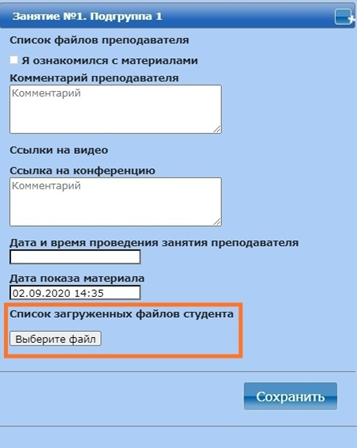 Занятие №1. Подгруппа 1
Список файлов преподавателя
Я ознакомился с материалами
Комментарий преподавателя
Комментарий
Ссылки на видео
Ссылка на конференцию
Комментарий
Дата и время проведения занятия преподавателя
Дата показа материала
02.09.2020 14:35
Список загруженных файлов студента
Выберите файл
Сохранить